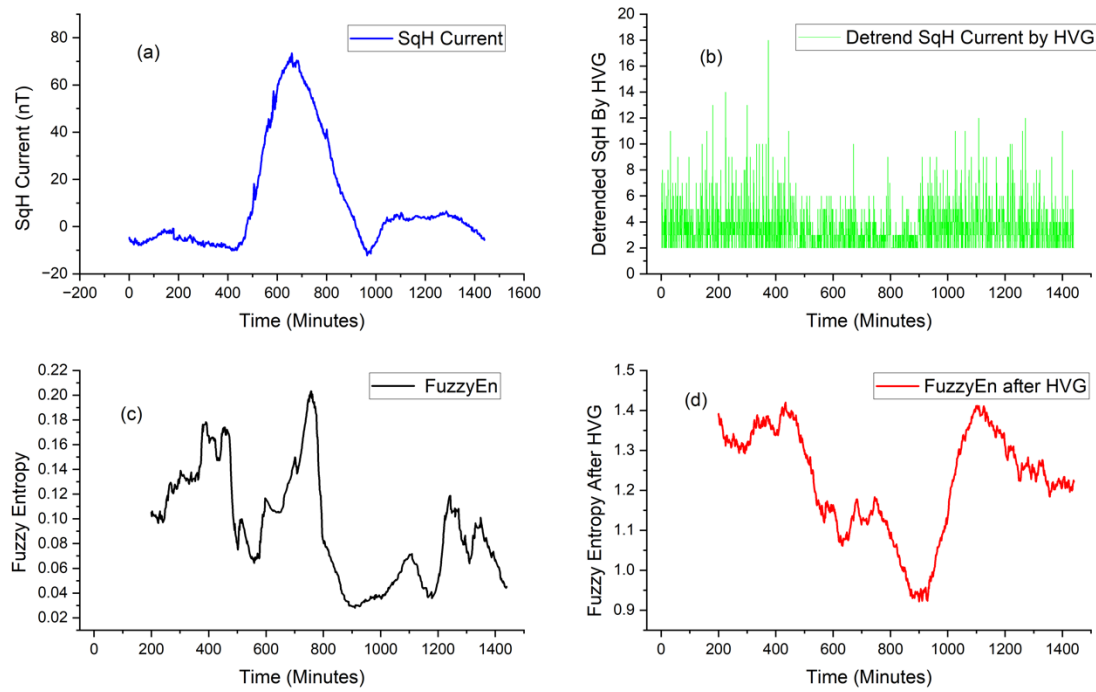 (a)
SqH Current
SqH Current (nT)
80
60
40
20
0
−20
−200 0 200 400 600 800 1000 1200 1400 1600
Time (Minutes)
(b)
Detrend SqH Current by HVG
Detrended SqH By HVG
20
18
16
14
12
10
8
6
4
2
0
0 200 400 600 800 1000 1200 1400
Time (Minutes)
(c)
FuzzyEn
Fuzzy Entropy
0.22
0.20
0.18
0.16
0.14
0.12
0.10
0.08
0.06
0.04
0.02
0 200 400 600 800 1000 1200 1400
Time (Minutes)
(d)
FuzzyEn after HVG
Fuzzy Entropy After HVG
1.5
1.4
1.3
1.2
1.1
1.0
0.9
0 200 400 600 800 1000 1200 1400
Time (Minutes)